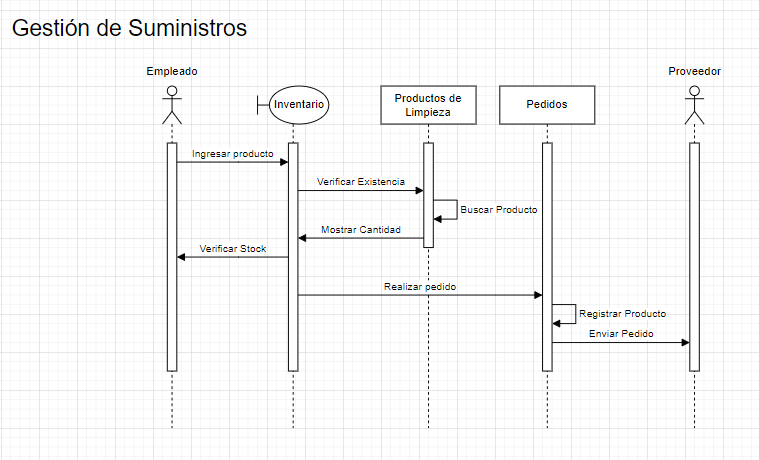 Gestión de Suministros
Empleado
Proveedor
Inventario
Productos de
Limpieza
Pedidos
Ingresar producto
Verificar Existencia
Buscar Producto
Mostrar Cantidad
Verificar Stock
Realizar pedido
Registrar Producto
Enviar Pedido